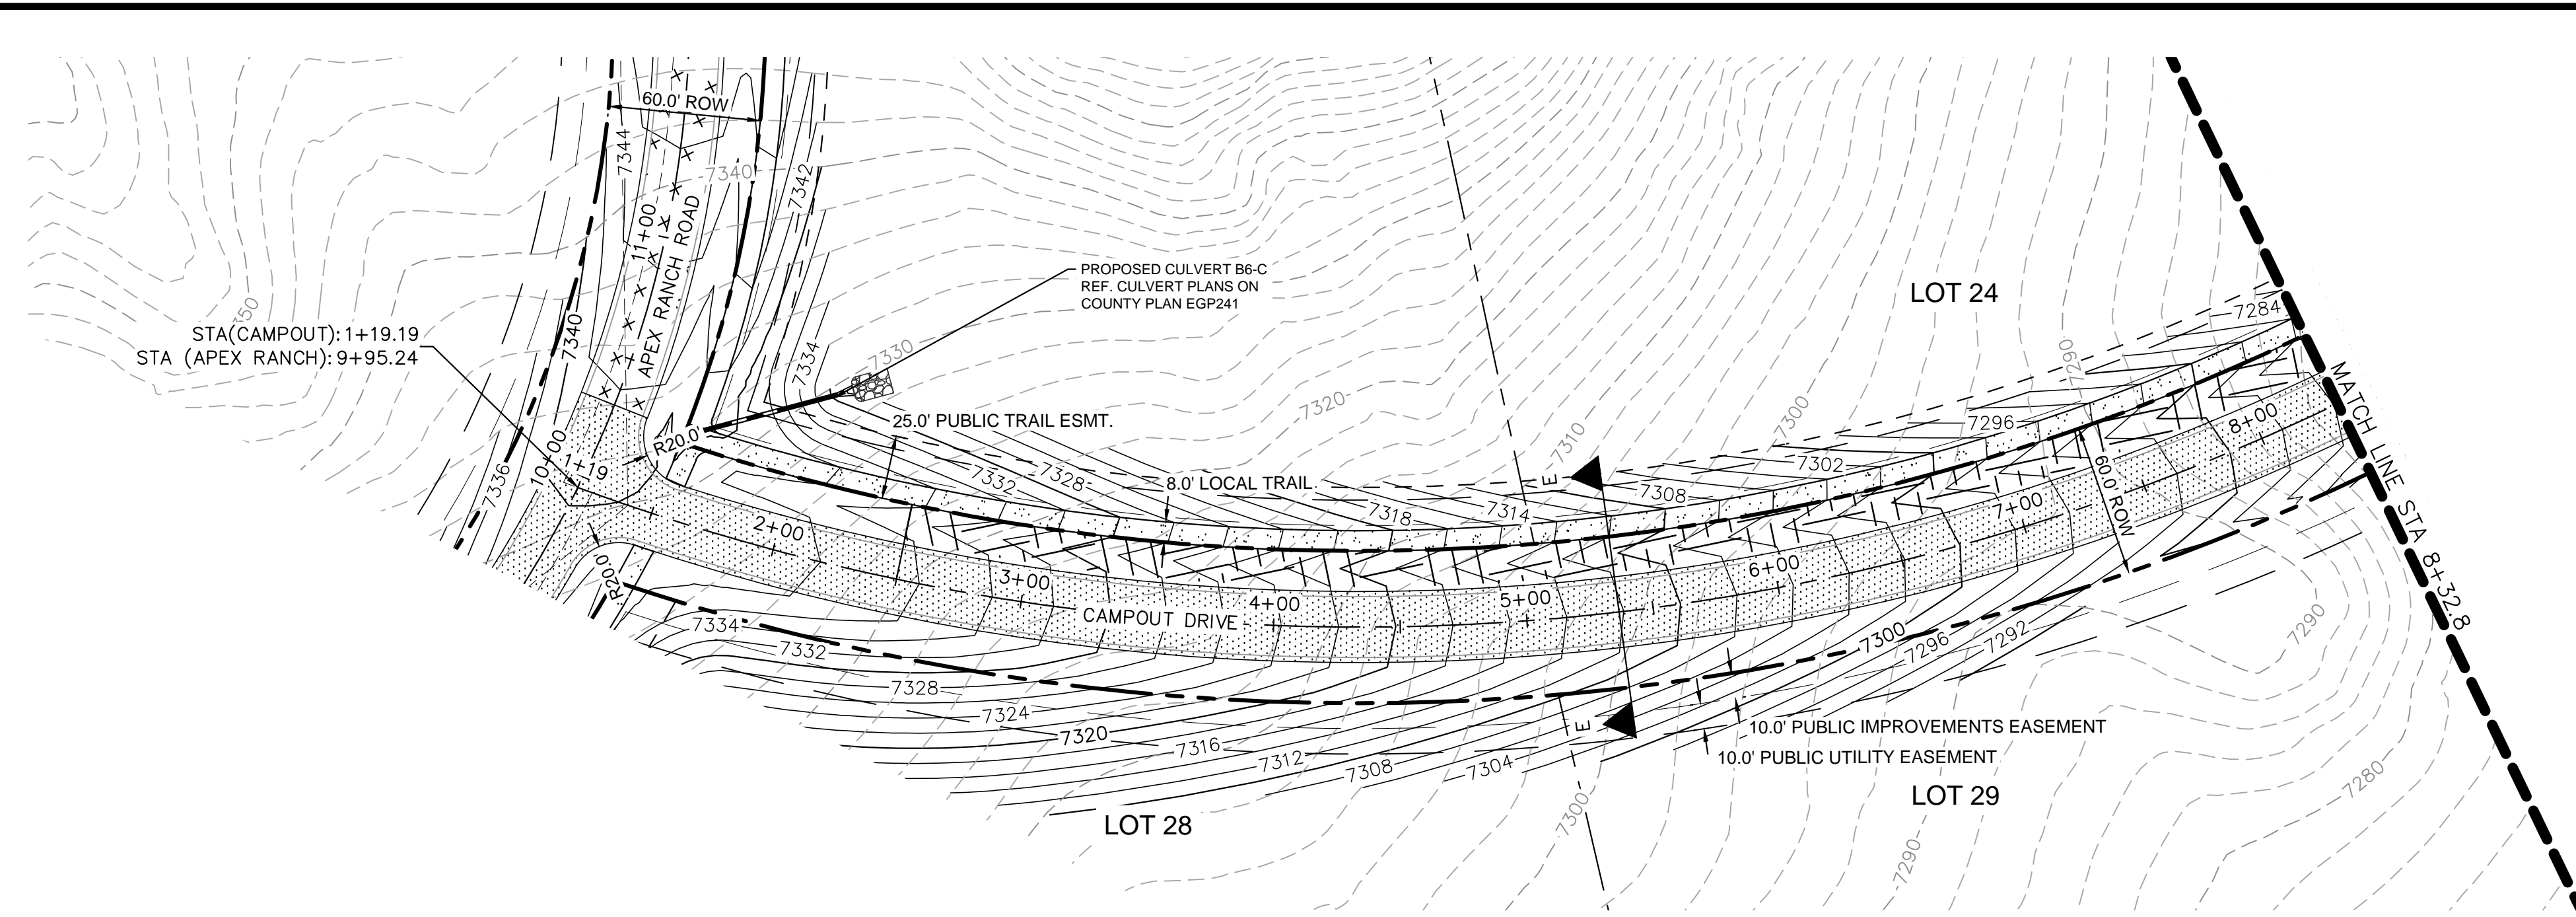 60.0' ROW
7344
7340
7342
11+00
APEX RANCH ROAD
PROPOSED CULVERT B6-C
REF. CULVERT PLANS ON
COUNTY PLAN EGP241
LOT 24
7284
STA(CAMPOUT): 1+19.19
STA (APEX RANCH): 9+95.24
7340
7334
7330
7290
MATCH LINE STA 8+32.8
7320
7300
7310
25.0' PUBLIC TRAIL ESMT.
R20.0'
10+00
1+19
7336
7296
8+00
7302
60.0' ROW
7332
7328
8.0' LOCAL TRAIL
E
7308
7318
7314
7+00
2+00
3+00
4+00
5+00
6+00
R20.0'
CAMPOUT DRIVE
7334
7332
7328
7324
7320
7316
7312
7308
7304
7300
7296
7292
7290
E
10.0' PUBLIC IMPROVEMENTS EASEMENT
10.0' PUBLIC UTILITY EASEMENT
7280
LOT 29
LOT 28
7300
7290